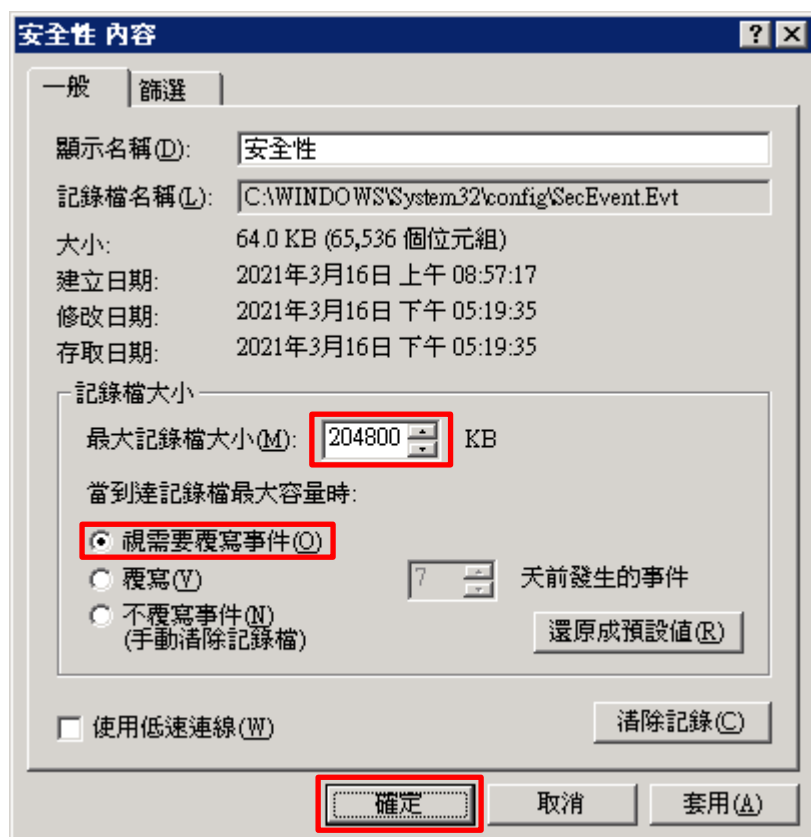 安全性 內容
一般 篩選
顯示名稱(D): 安全性
記錄檔名稱(L): C:\WINDOWS\System32\config\SecEvent.Evt
大小: 64.0 KB (65,536 個位元組)
建立日期: 2021年3月16日 上午 08:57:17
修改日期: 2021年3月16日 下午 05:19:35
存取日期: 2021年3月16日 下午 05:19:35
記錄檔大小
最大記錄檔大小(M): 204800 KB
當到達記錄檔最大容量時:
視需要覆寫事件(O)
覆寫(V) 7 天前發生的事件
不覆寫事件(N)
(手動清除記錄檔) 還原成預設值(R)
使用低速連線(W) 清除記錄(C)
確定 取消 套用(A)